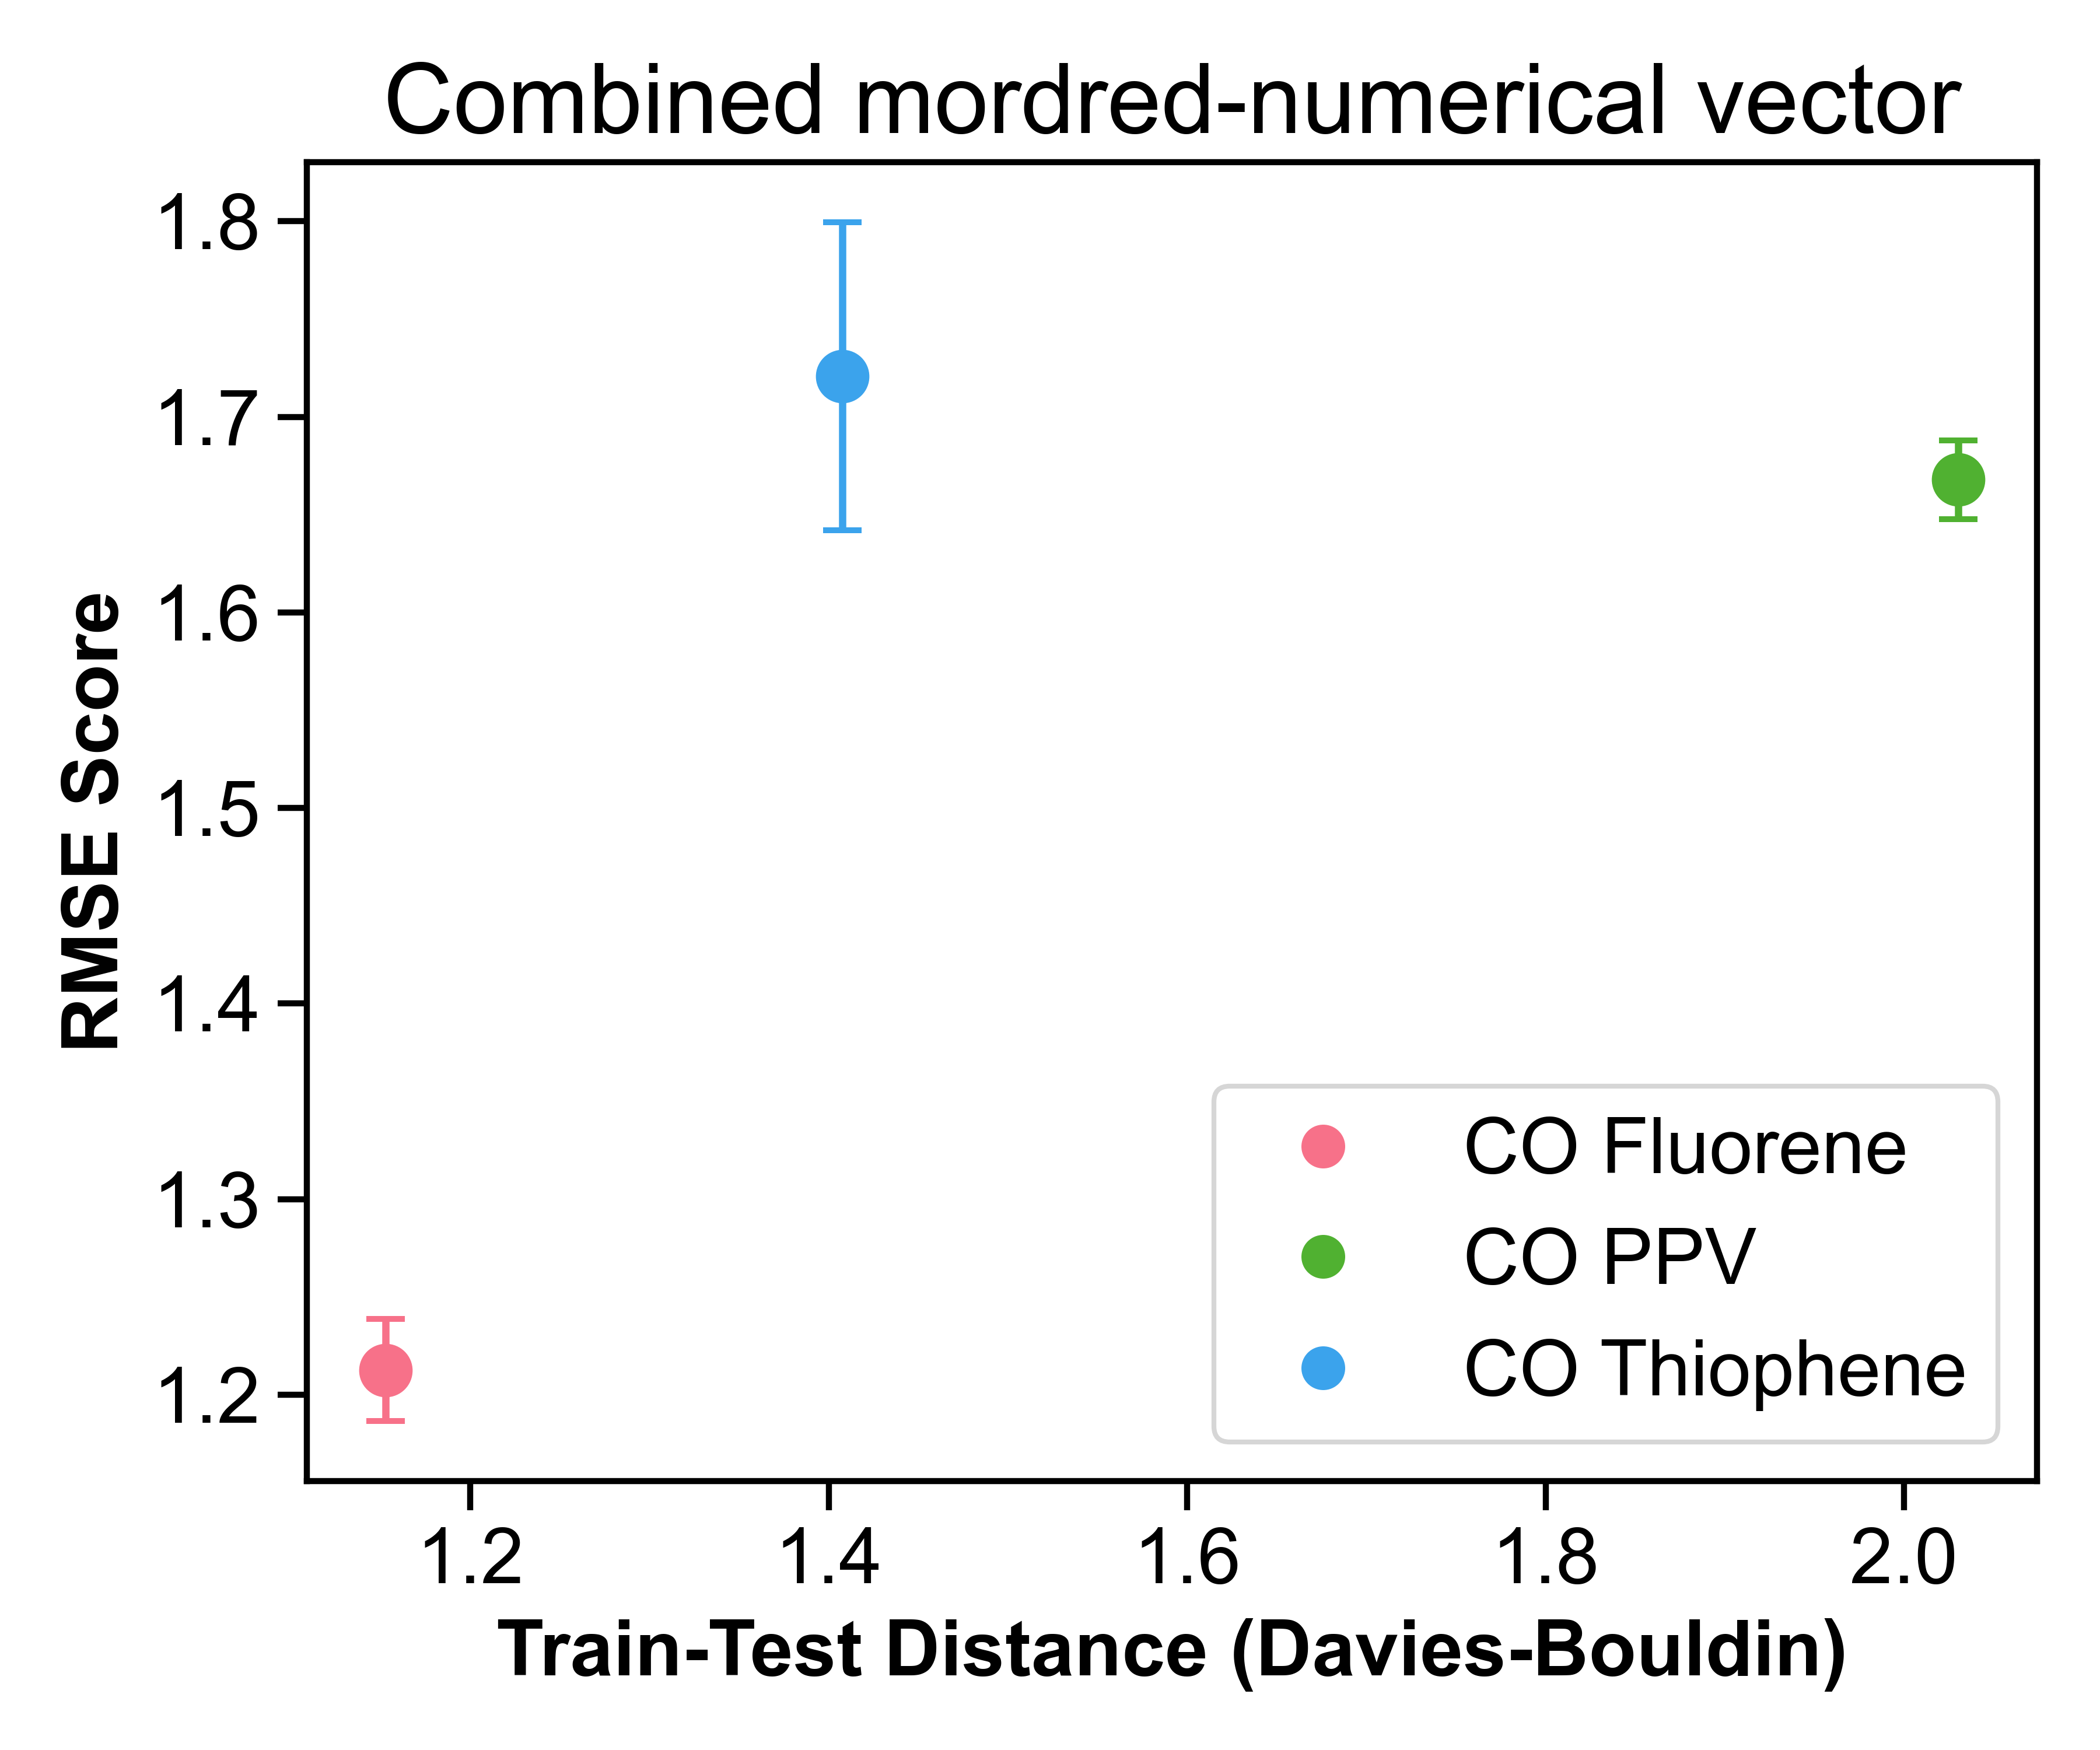 Combined mordred-numerical vector
1.8
1.7
1.6
1.5
1.4
1.3
1.2
RMSE Score
CO Fluorene
CO PPV
CO Thiophene
1.2 1.4 1.6 1.8 2.0
Train-Test Distance (Davies-Bouldin)